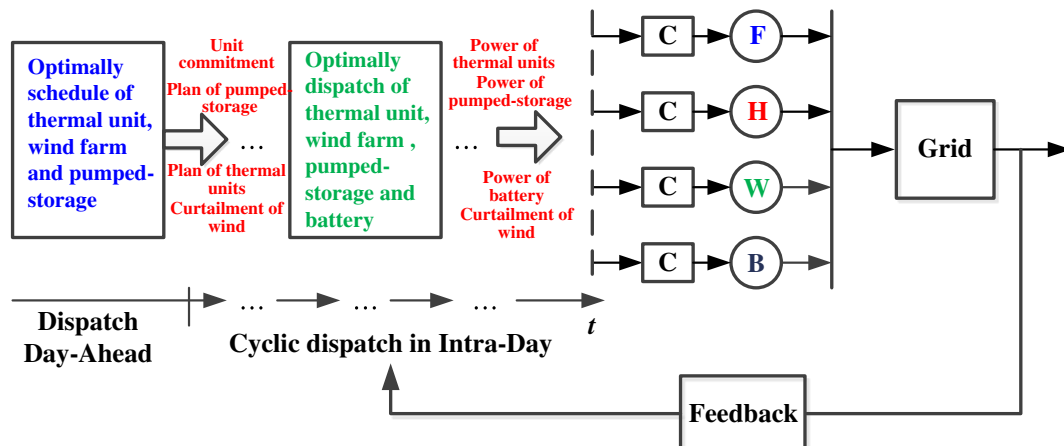 Optimally
schedule of
thermal unit,
wind farm
and pumped-
storage
Unit
commitment
Plan of pumped-
storage
...
Plan of thermal
units
Curtailment of
wind
Optimally
dispatch of
thermal unit,
wind farm ,
pumped-
storage and
battery
Power of
thermal units
Power of
pumped-storage
...
Power of
battery
Curtailment of
wind
C
F
C
H
C
W
C
B
Grid
... ... ...
t
Dispatch
Day-Ahead
Cyclic dispatch in Intra-Day
Feedback